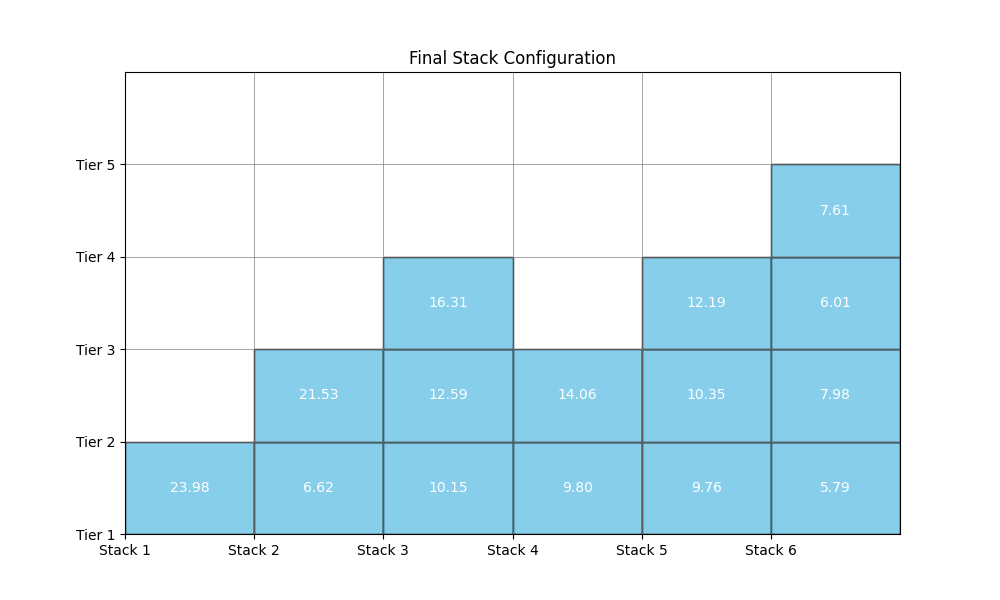 Final Stack Configuration
Tier 5
7.61
Tier 4
16.31 12.19 6.01
Tier 3
21.53 12.59 14.06 10.35 7.98
Tier 2
23.98 6.62 10.15 9.80 9.76 5.79
Tier 1
Stack 1 Stack 2 Stack 3 Stack 4 Stack 5 Stack 6